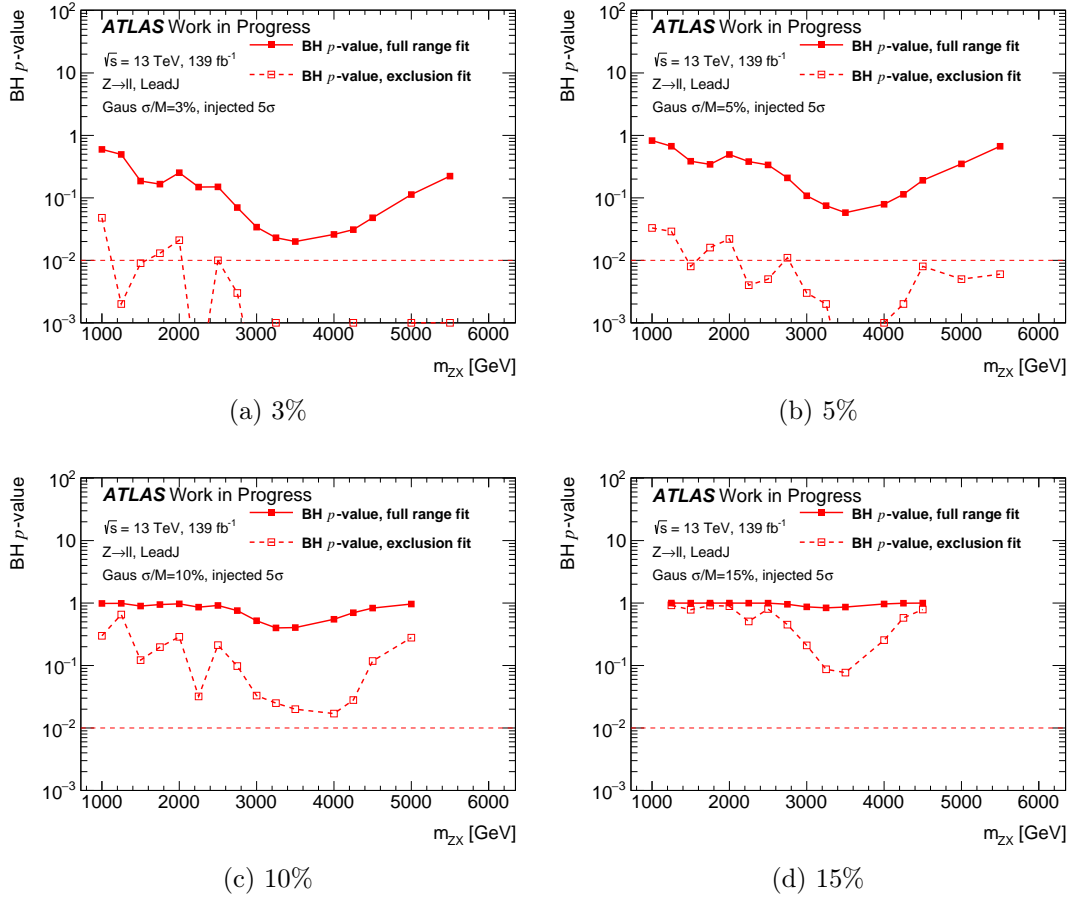 ATLAS Work in Progress
√s = 13 TeV, 139 fb⁻¹
Z→ll, LeadJ
Gaus σ/M=3%, injected 5σ
BH p-value, full range fit
BH p-value, exclusion fit
BH p-value
10²
10
1
10⁻¹
10⁻²
10⁻³
1000 2000 3000 4000 5000 6000
m_ZX [GeV]
(a) 3%
ATLAS Work in Progress
√s = 13 TeV, 139 fb⁻¹
Z→ll, LeadJ
Gaus σ/M=5%, injected 5σ
BH p-value, full range fit
BH p-value, exclusion fit
BH p-value
10²
10
1
10⁻¹
10⁻²
10⁻³
1000 2000 3000 4000 5000 6000
m_ZX [GeV]
(b) 5%
ATLAS Work in Progress
√s = 13 TeV, 139 fb⁻¹
Z→ll, LeadJ
Gaus σ/M=10%, injected 5σ
BH p-value, full range fit
BH p-value, exclusion fit
BH p-value
10²
10
1
10⁻¹
10⁻²
10⁻³
1000 2000 3000 4000 5000 6000
m_ZX [GeV]
(c) 10%
ATLAS Work in Progress
√s = 13 TeV, 139 fb⁻¹
Z→ll, LeadJ
Gaus σ/M=15%, injected 5σ
BH p-value, full range fit
BH p-value, exclusion fit
BH p-value
10²
10
1
10⁻¹
10⁻²
10⁻³
1000 2000 3000 4000 5000 6000
m_ZX [GeV]
(d) 15%